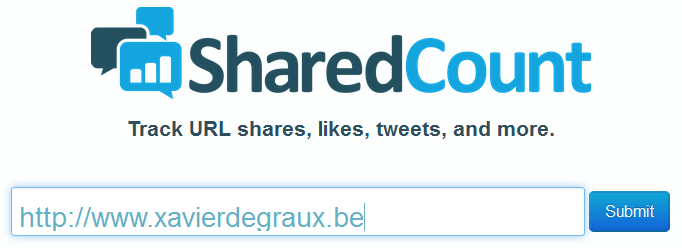 SharedCount
Track URL shares, likes, tweets, and more.
http://www.xavierdegraux.be Submit